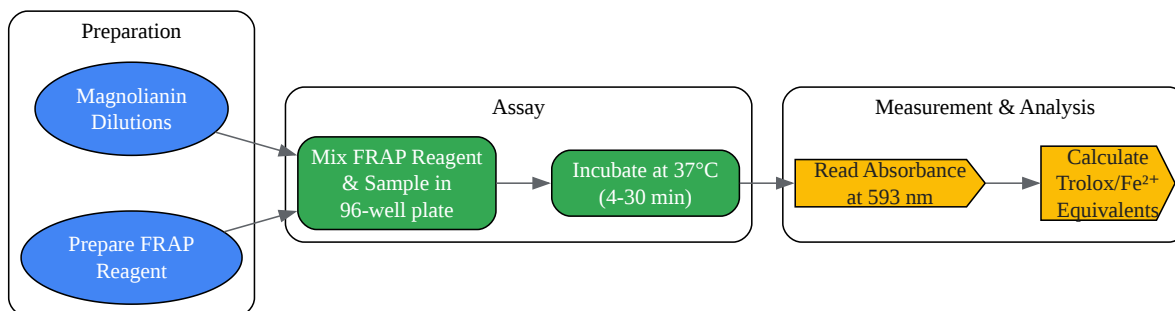 Preparation
Magnolianin
Dilutions
Prepare FRAP
Reagent
Assay
Mix FRAP Reagent
& Sample in
96-well plate
Incubate at 37°C
(4-30 min)
Measurement & Analysis
Read Absorbance
at 593 nm
Calculate
Trolox/Fe²⁺
Equivalents